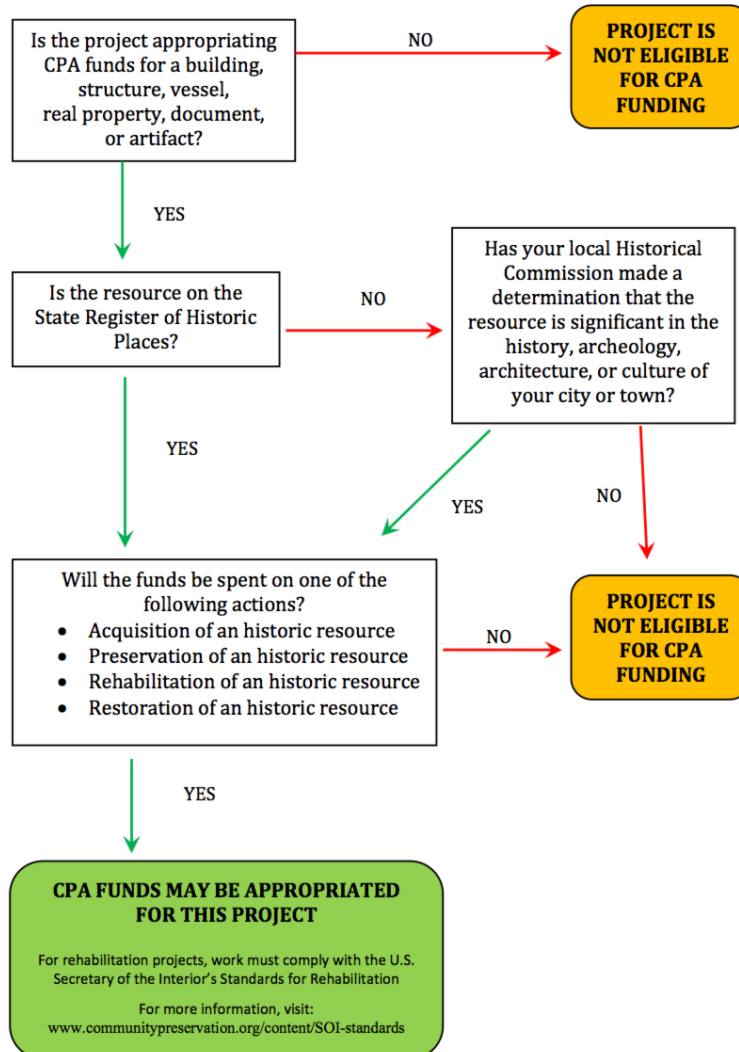 Is the project appropriating
CPA funds for a building,
structure, vessel,
real property, document,
or artifact?
NO
PROJECT IS
NOT ELIGIBLE
FOR CPA
FUNDING
YES
Is the resource on the
State Register of Historic
Places?
NO
Has your local Historical
Commission made a
determination that the
resource is significant in the
history, archeology,
architecture, or culture of
your city or town?
YES
YES
NO
Will the funds be spent on one of the
following actions?
• Acquisition of an historic resource
• Preservation of an historic resource
• Rehabilitation of an historic resource
• Restoration of an historic resource
NO
PROJECT IS
NOT ELIGIBLE
FOR CPA
FUNDING
YES
CPA FUNDS MAY BE APPROPRIATED
FOR THIS PROJECT
For rehabilitation projects, work must comply with the U.S.
Secretary of the Interior's Standards for Rehabilitation
For more information, visit:
www.communitypreservation.org/content/SOI-standards